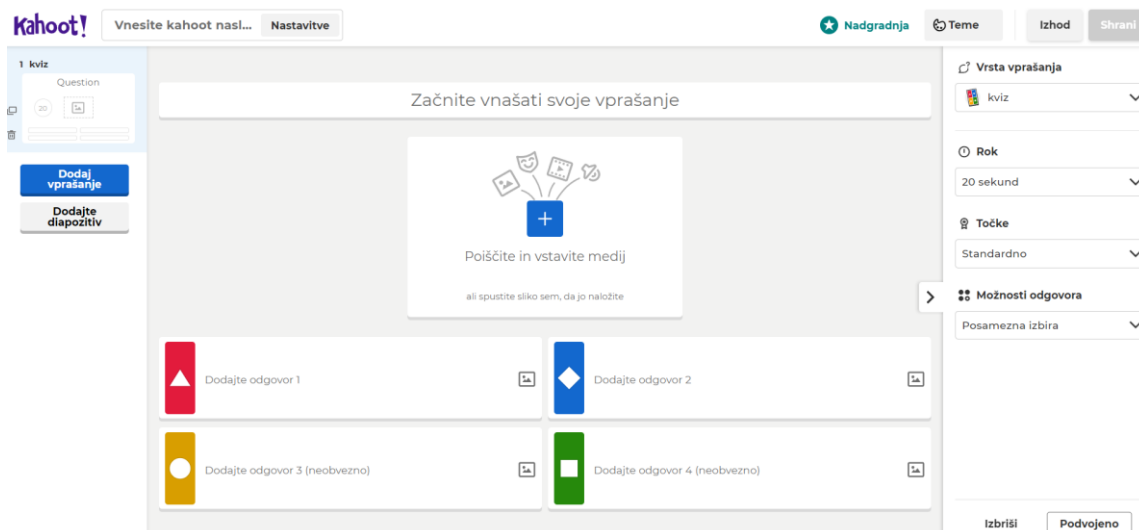 Kahoot!
Vnesite kahoot nasl...
Nastavitve
Nadgradnja
Teme
Izhod
Shrani
1 kviz
Question
20
Dodaj
vprašanje
Dodajte
diapozitiv
Začnite vnašati svoje vprašanje
Poiščite in vstavite medij
ali spustite sliko sem, da jo naložite
Dodajte odgovor 1
Dodajte odgovor 2
Dodajte odgovor 3 (neobvezno)
Dodajte odgovor 4 (neobvezno)
Vrsta vprašanja
kviz
Rok
20 sekund
Točke
Standardno
Možnosti odgovora
Posamezna izbira
Izbriši
Podvojeno